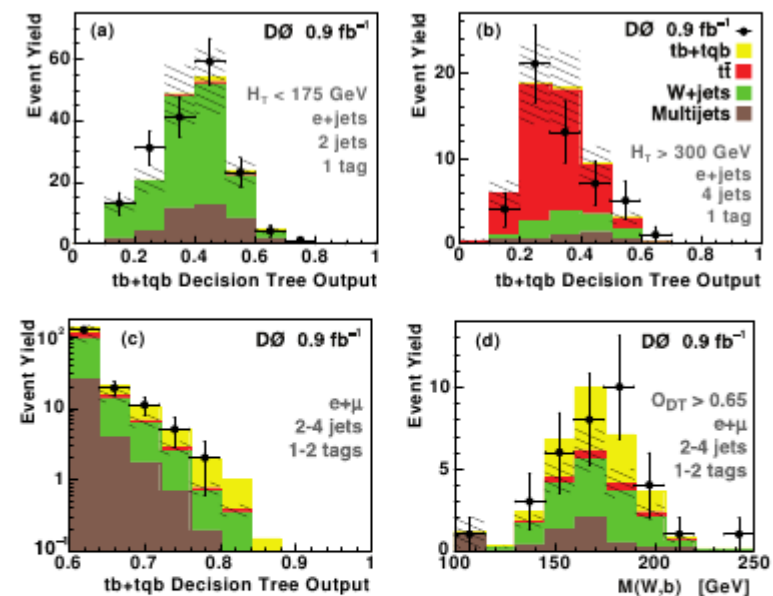 (a) DØ 0.9 fb⁻¹
Event Yield
60
40
20
0
H_T < 175 GeV
e+jets
2 jets
1 tag
0 0.2 0.4 0.6 0.8 1
tb+tqb Decision Tree Output
(b) DØ 0.9 fb⁻¹
tb+tqb
tt̄
W+jets
Multijets
Event Yield
20
10
0
H_T > 300 GeV
e+jets
4 jets
1 tag
0 0.2 0.4 0.6 0.8 1
tb+tqb Decision Tree Output
(c) DØ 0.9 fb⁻¹
Event Yield
10²
10
1
10⁻²
e+μ
2-4 jets
1-2 tags
0.6 0.7 0.8 0.9 1
tb+tqb Decision Tree Output
(d) DØ 0.9 fb⁻¹
Event Yield
10
5
0
O_DT > 0.65
e+μ
2-4 jets
1-2 tags
100 150 200 250
M(W,b) [GeV]